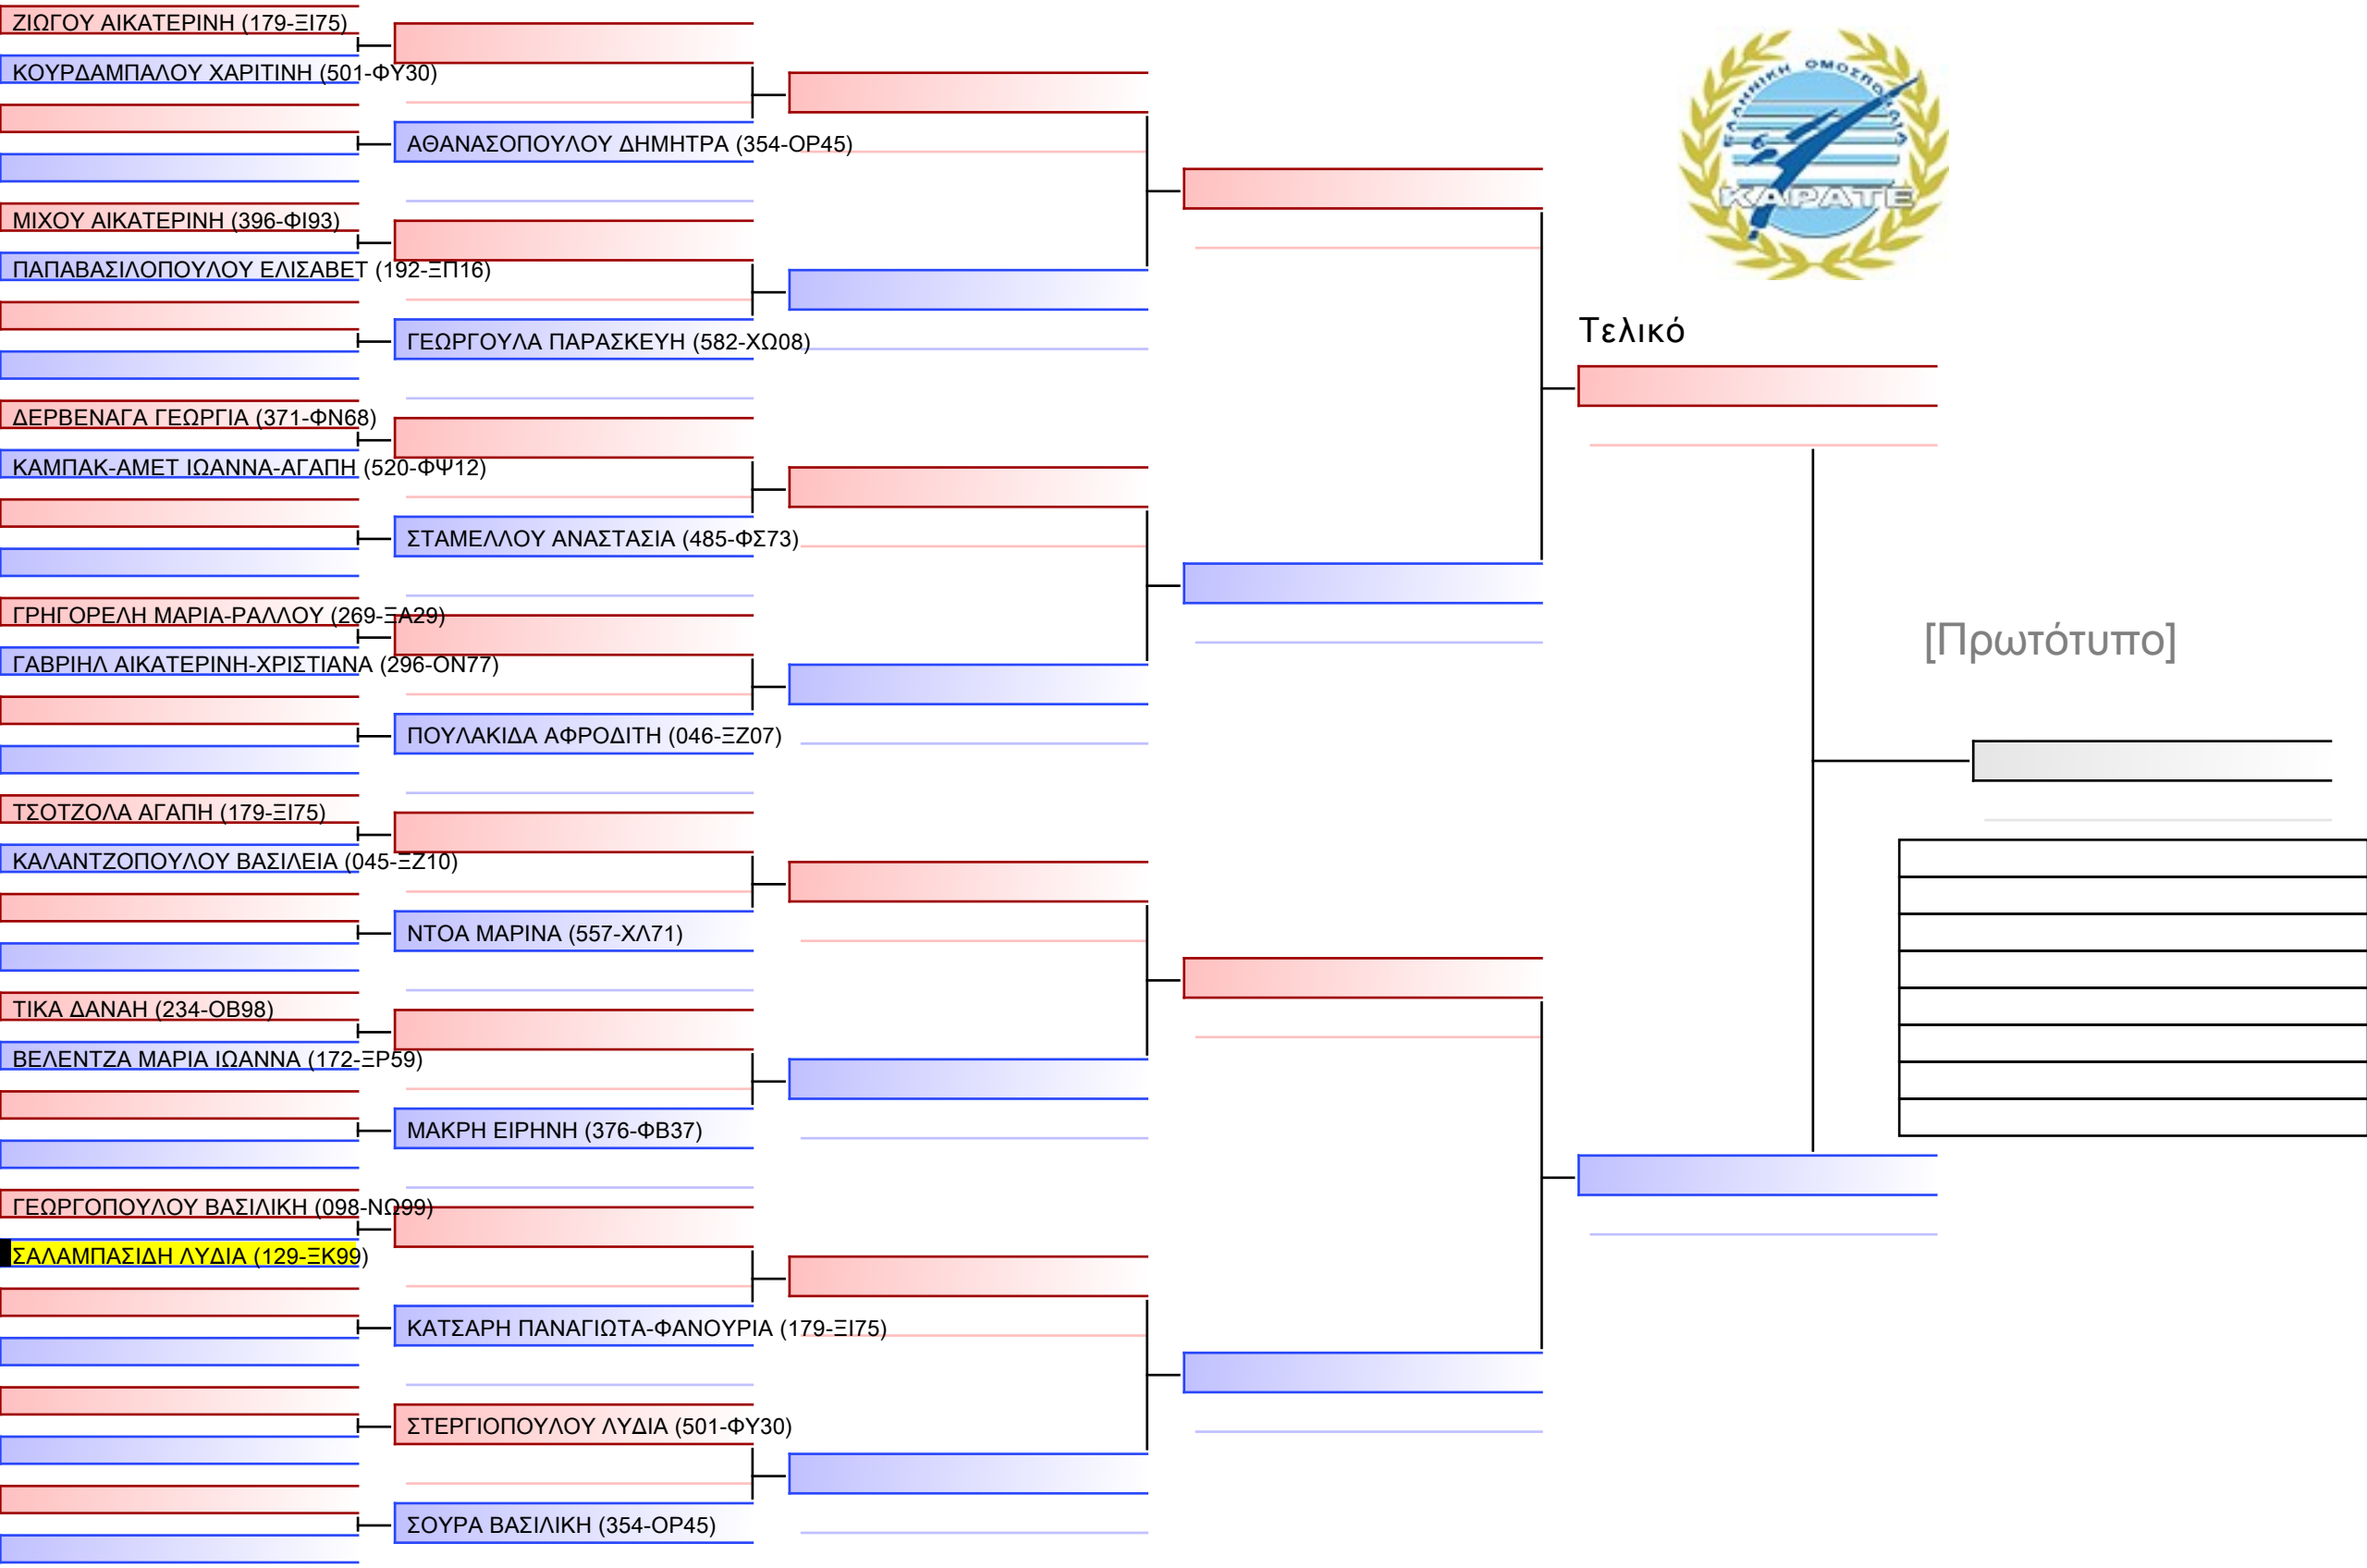 ΖΙΩΓΟΥ ΑΙΚΑΤΕΡΙΝΗ (179-ΞΙ75)
ΚΟΥΡΔΑΜΠΑΛΟΥ ΧΑΡΙΤΙΝΗ (501-ΦΥ30)
ΑΘΑΝΑΣΟΠΟΥΛΟΥ ΔΗΜΗΤΡΑ (354-ΟΡ45)
ΜΙΧΟΥ ΑΙΚΑΤΕΡΙΝΗ (396-ΦΙ93)
ΠΑΠΑΒΑΣΙΛΟΠΟΥΛΟΥ ΕΛΙΣΑΒΕΤ (192-ΞΠ16)
ΓΕΩΡΓΟΥΛΑ ΠΑΡΑΣΚΕΥΗ (582-ΧΩ08)
ΔΕΡΒΕΝΑΓΑ ΓΕΩΡΓΙΑ (371-ΦΝ68)
ΚΑΜΠΑΚ-ΑΜΕΤ ΙΩΑΝΝΑ-ΑΓΑΠΗ (520-ΦΨ12)
ΣΤΑΜΕΛΛΟΥ ΑΝΑΣΤΑΣΙΑ (485-ΦΣ73)
ΓΡΗΓΟΡΕΛΗ ΜΑΡΙΑ-ΡΑΛΛΟΥ (269-ΞΑ29)
ΓΑΒΡΙΗΛ ΑΙΚΑΤΕΡΙΝΗ-ΧΡΙΣΤΙΑΝΑ (296-ΟΝ77)
ΠΟΥΛΑΚΙΔΑ ΑΦΡΟΔΙΤΗ (046-ΞΖ07)
ΤΣΟΤΖΟΛΑ ΑΓΑΠΗ (179-ΞΙ75)
ΚΑΛΑΝΤΖΟΠΟΥΛΟΥ ΒΑΣΙΛΕΙΑ (045-ΞΖ10)
ΝΤΟΑ ΜΑΡΙΝΑ (557-ΧΛ71)
ΤΙΚΑ ΔΑΝΑΗ (234-ΟΒ98)
ΒΕΛΕΝΤΖΑ ΜΑΡΙΑ ΙΩΑΝΝΑ (172-ΞΡ59)
ΜΑΚΡΗ ΕΙΡΗΝΗ (376-ΦΒ37)
ΓΕΩΡΓΟΠΟΥΛΟΥ ΒΑΣΙΛΙΚΗ (098-ΝΩ99)
ΣΑΛΑΜΠΑΣΙΔΗ ΛΥΔΙΑ (129-ΞΚ99)
ΚΑΤΣΑΡΗ ΠΑΝΑΓΙΩΤΑ-ΦΑΝΟΥΡΙΑ (179-ΞΙ75)
ΣΤΕΡΓΙΟΠΟΥΛΟΥ ΛΥΔΙΑ (501-ΦΥ30)
ΣΟΥΡΑ ΒΑΣΙΛΙΚΗ (354-ΟΡ45)
ΕΛΛΗΝΙΚΗ ΟΜΟΣΠΟΝΔΙΑ
ΚΑΡΑΤΕ
Τελικό
[Πρωτότυπο]